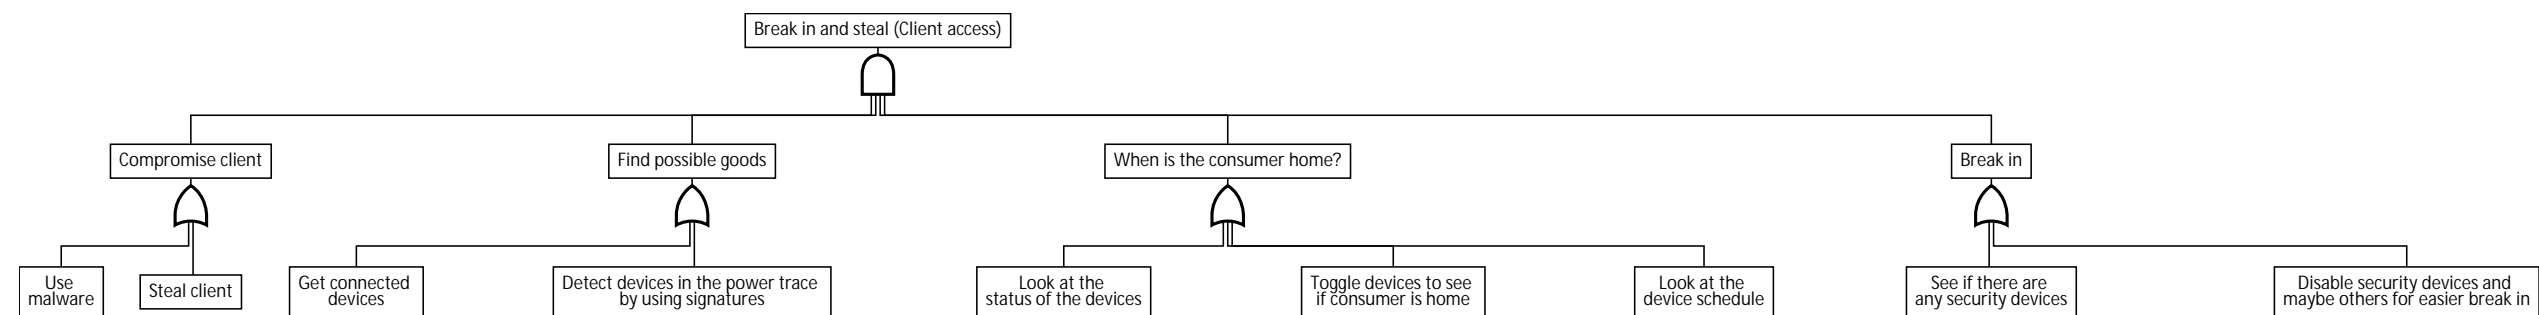 Break in and steal (Client access)
Compromise client
Find possible goods
When is the consumer home?
Break in
Use
malware
Steal client
Get connected
devices
Detect devices in the power trace
by using signatures
Look at the
status of the devices
Toggle devices to see
if consumer is home
Look at the
device schedule
See if there are
any security devices
Disable security devices and
maybe others for easier break in